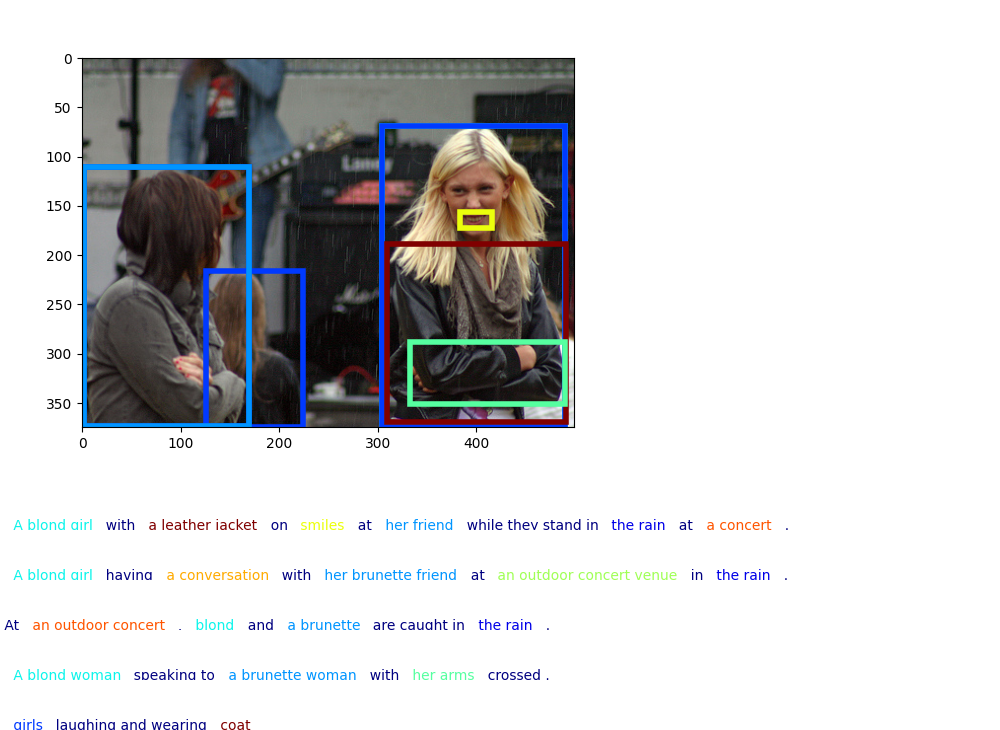 0
50
100
150
200
250
300
350
0 100 200 300 400
Laney
A blond girl with a leather jacket on smiles at her friend while they stand in the rain at a concert .
A blond girl having a conversation with her brunette friend at an outdoor concert venue in the rain .
At an outdoor concert . blond and a brunette are caught in the rain .
A blond woman speaking to a brunette woman with her arms crossed .
girls laughing and wearing coat